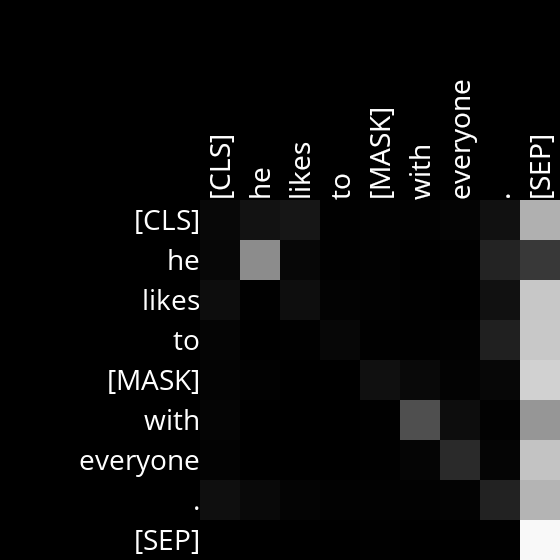 [CLS] he likes to [MASK] with everyone . [SEP]
[CLS]
he
likes
to
[MASK]
with
everyone
.
[SEP]